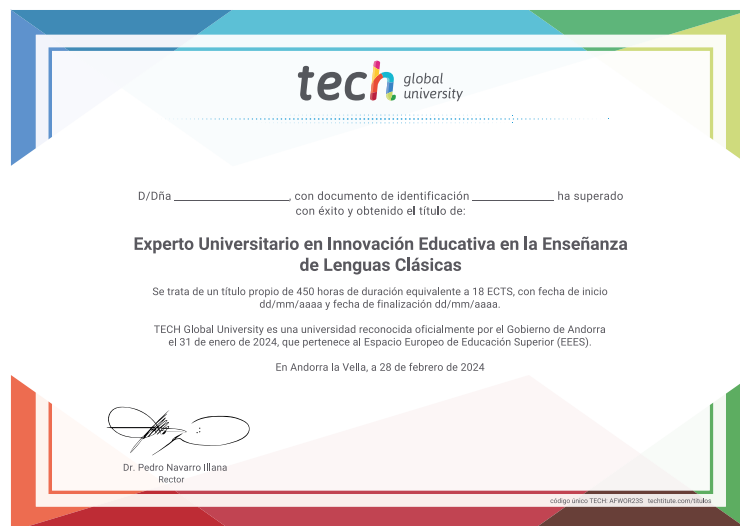 tech global university
D/Dña ______________, con documento de identificación ______________ ha superado
con éxito y obtenido el título de:
Experto Universitario en Innovación Educativa en la Enseñanza
de Lenguas Clásicas
Se trata de un título propio de 450 horas de duración equivalente a 18 ECTS, con fecha de inicio
dd/mm/aaaa y fecha de finalización dd/mm/aaaa.
TECH Global University es una universidad reconocida oficialmente por el Gobierno de Andorra
el 31 de enero de 2024, que pertenece al Espacio Europeo de Educación Superior (EEES).
En Andorra la Vella, a 28 de febrero de 2024
Dr. Pedro Navarro Illana
Rector
código único TECH: AFWOR23S techtitute.com/títulos